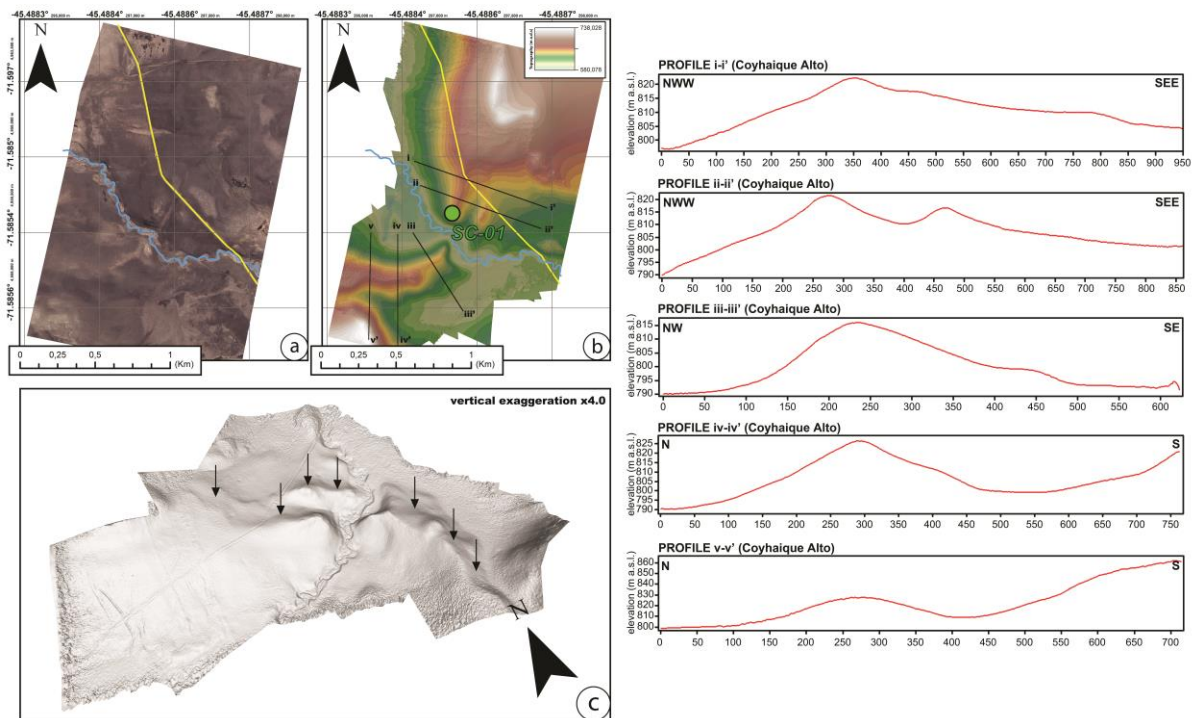 -45.4883 -45.4884 -45.4886 -45.4887
-45.4883 -45.4884 -45.4886 -45.4887
N
N
738,028
580,078
-71.597°
-71.585°
-71.5854
-71.5856
i
ii
i'
ii'
SC-01
v iv iii
iii'
v' iv'
a
b
0 0,25 0,5 1
(Km)
0 0,25 0,5 1
(Km)
vertical exaggeration x4.0
N
c
PROFILE i-i' (Coyhaique Alto)
NWW SEE
elevation (m a.s.l.)
820
815
810
805
800
0 50 100 150 200 250 300 350 400 450 500 550 600 650 700 750 800 850 900 950
PROFILE ii-ii' (Coyhaique Alto)
NWW SEE
elevation (m a.s.l.)
820
815
810
805
800
795
790
0 50 100 150 200 250 300 350 400 450 500 550 600 650 700 750 800 850
PROFILE iii-iii' (Coyhaique Alto)
NW SE
elevation (m a.s.l.)
815
810
805
800
795
790
0 50 100 150 200 250 300 350 400 450 500 550 600
PROFILE iv-iv' (Coyhaique Alto)
N S
elevation (m a.s.l.)
825
820
815
810
805
800
795
790
0 50 100 150 200 250 300 350 400 450 500 550 600 650 700 750
PROFILE v-v' (Coyhaique Alto)
N S
elevation (m a.s.l.)
860
850
840
830
820
810
800
0 50 100 150 200 250 300 350 400 450 500 550 600 650 700